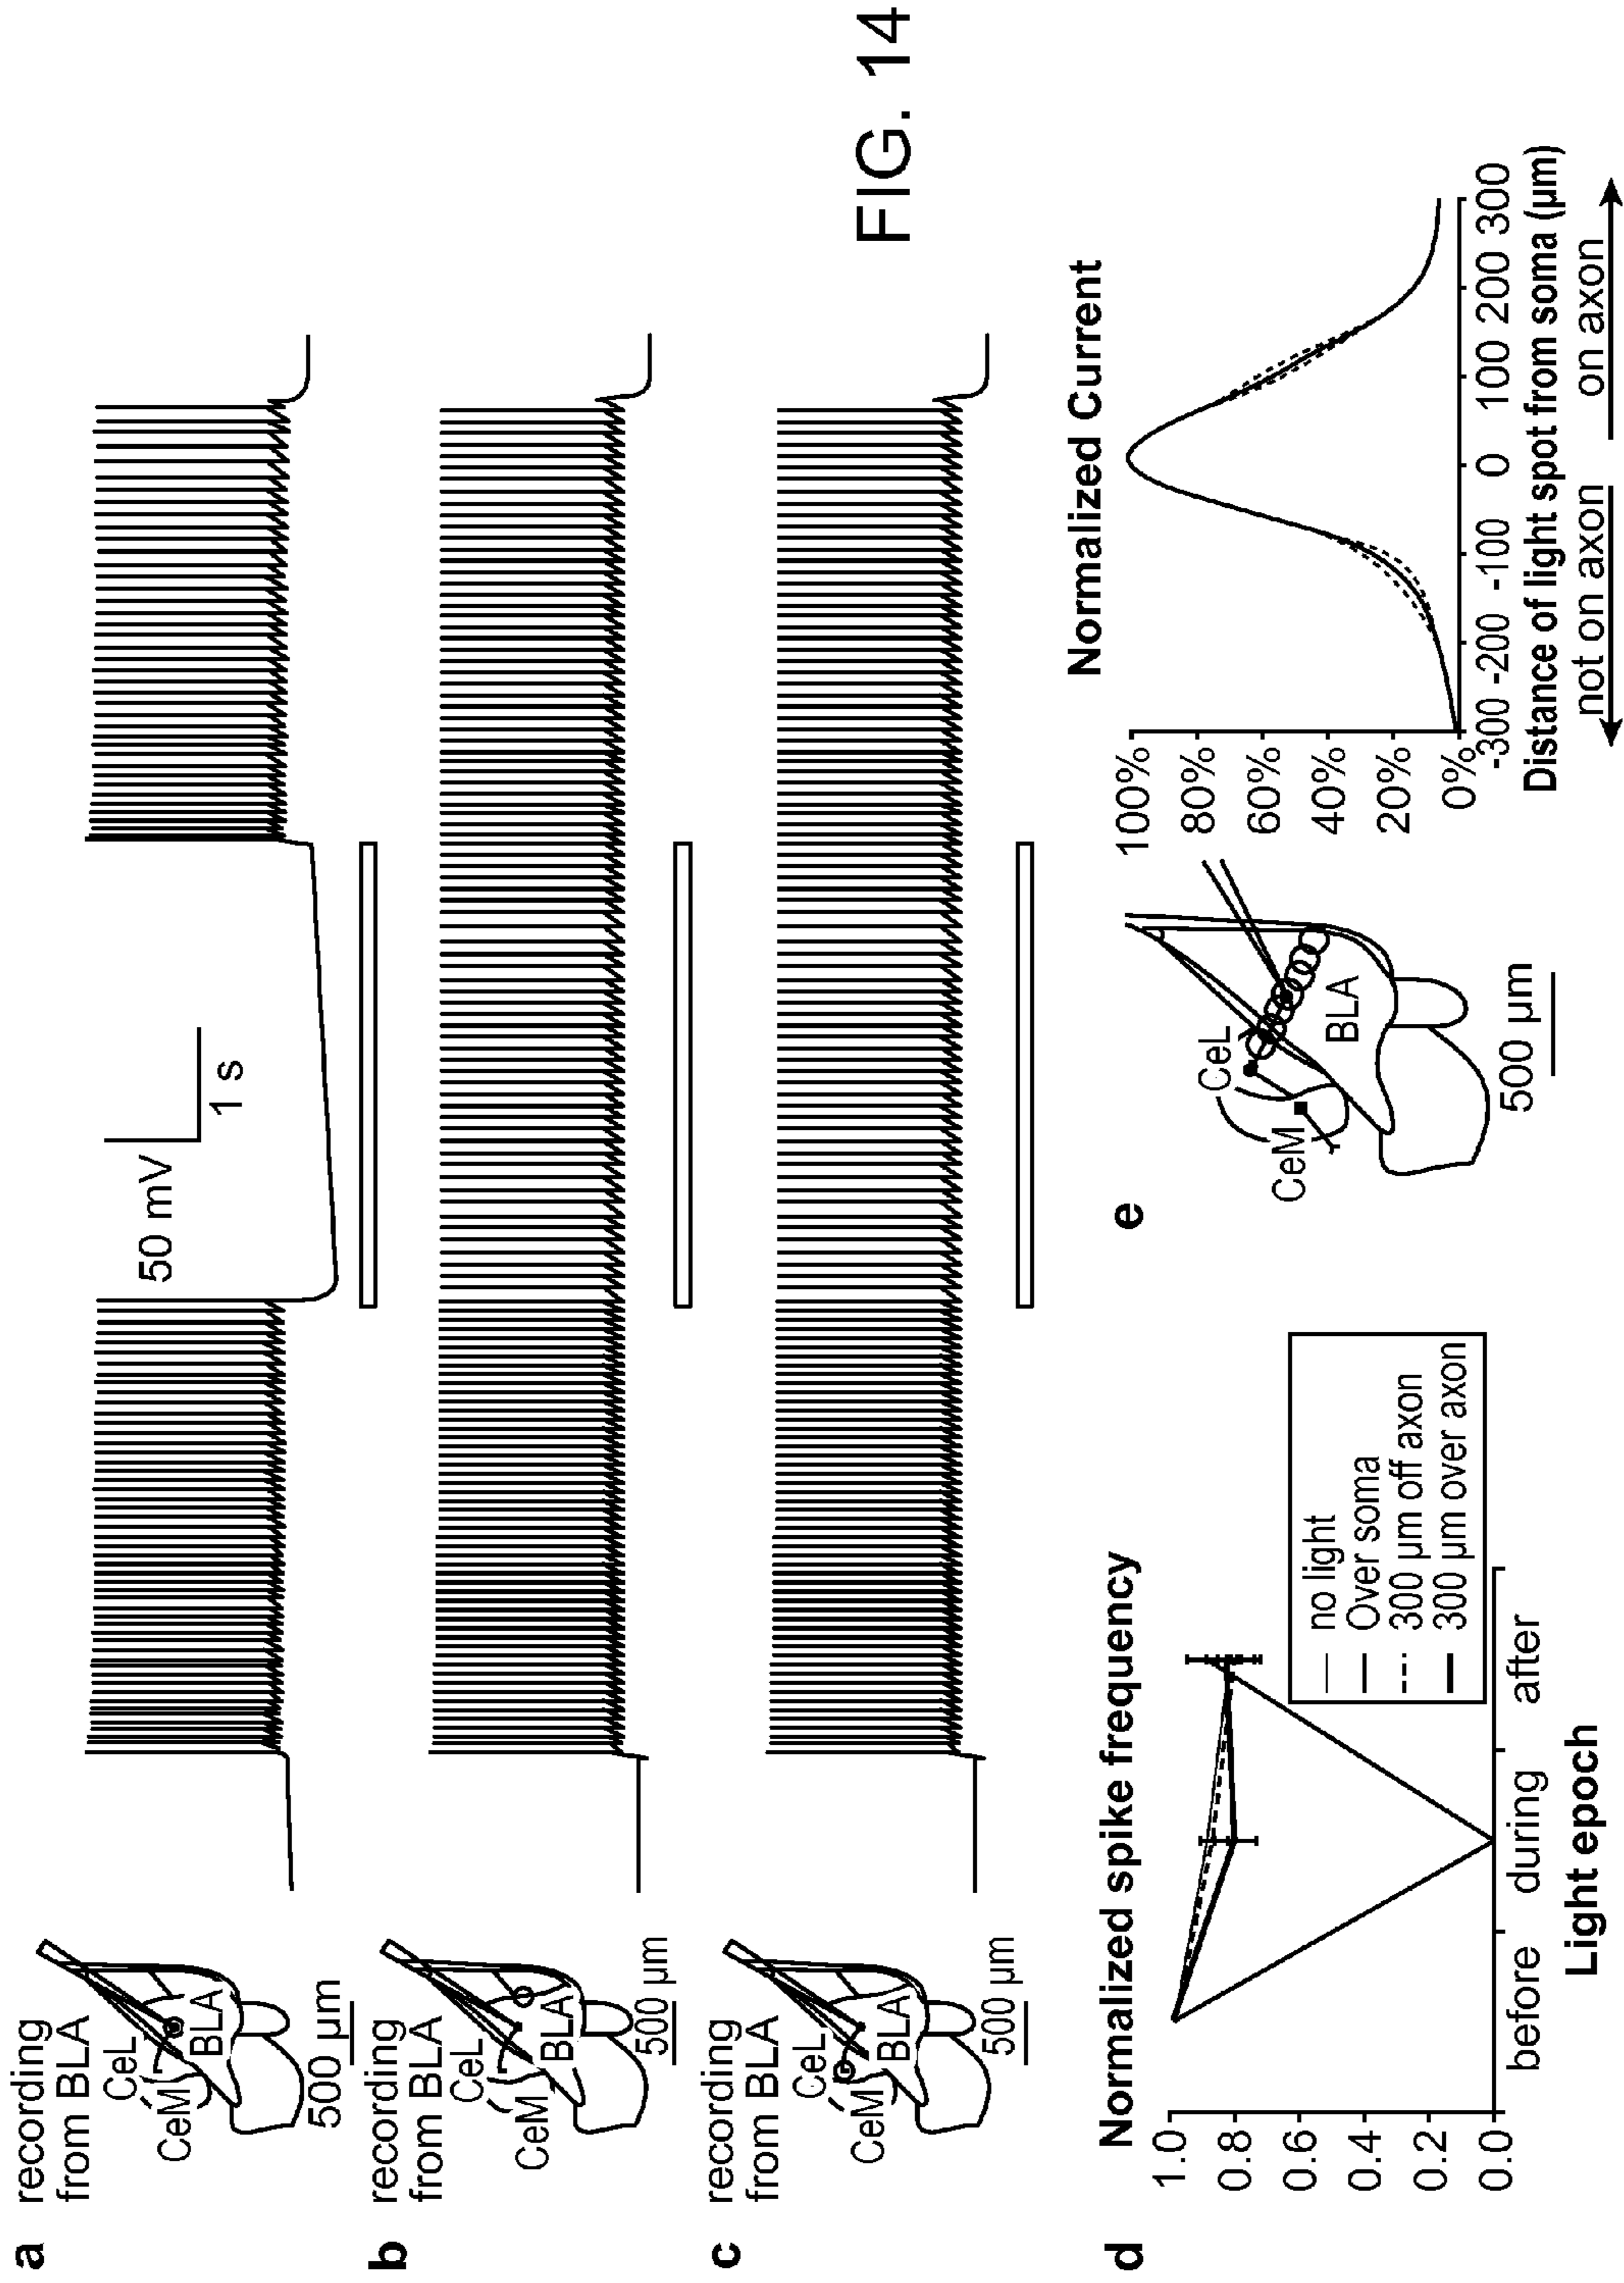 a
recording
from BLA
CeL
CeM
BLA
500 µm
50 mV
1 s
b
recording
from BLA
CeL
CeM
BLA
500 µm
c
recording
from BLA
CeL
CeM
BLA
500 µm
FIG. 14
d
Normalized spike frequency
1.0
0.8
0.6
0.4
0.2
0.0
before during after
Light epoch
no light
Over soma
300 µm off axon
300 µm over axon
e
CeL
CeM
BLA
500 µm
Normalized Current
100%
80%
60%
40%
20%
0%
-300 -200 -100 0 100 200 300
Distance of light spot from soma (µm)
not on axon on axon